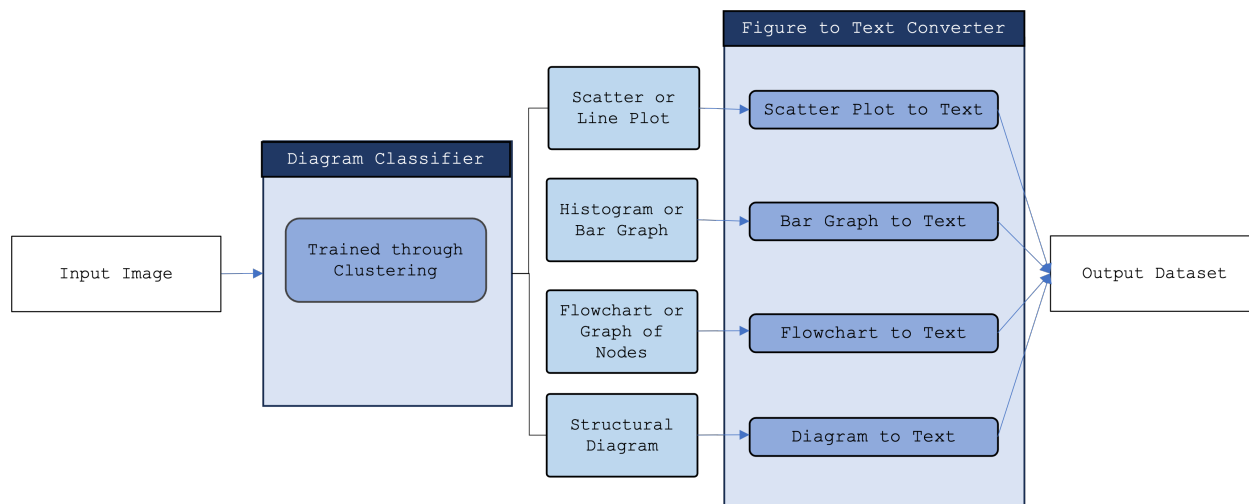 Figure to Text Converter
Scatter or
Line Plot
Scatter Plot to Text
Diagram Classifier
Histogram or
Bar Graph
Bar Graph to Text
Trained through
Clustering
Input Image
Output Dataset
Flowchart or
Graph of
Nodes
Flowchart to Text
Structural
Diagram
Diagram to Text